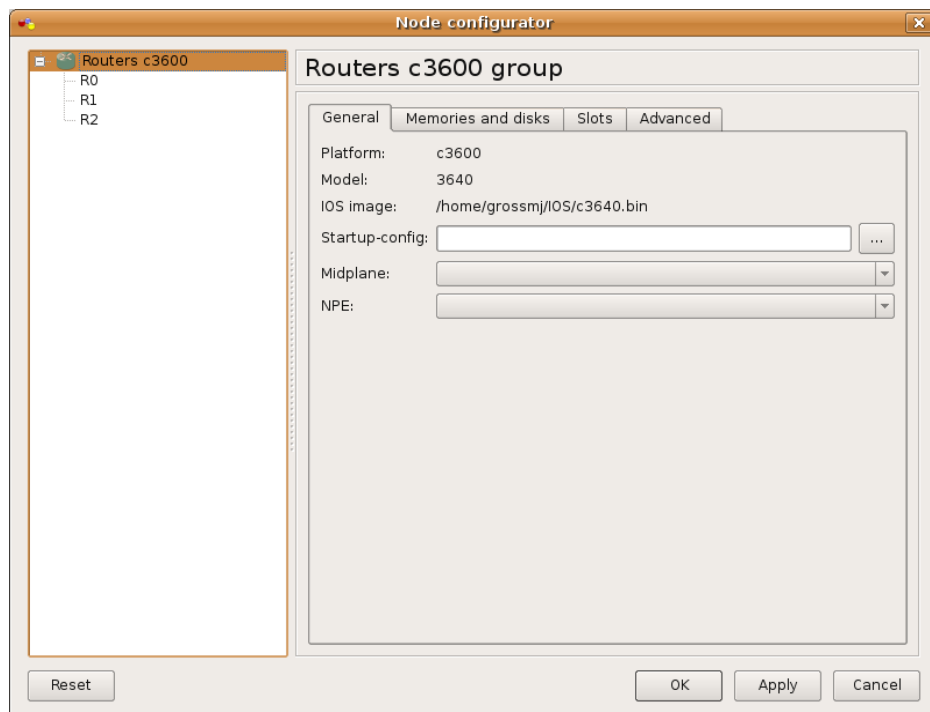 Node configurator
Routers c3600
R0
R1
R2
Routers c3600 group
General Memories and disks Slots Advanced
Platform: c3600
Model: 3640
IOS image: /home/grossmj/IOS/c3640.bin
Startup-config: ...
Midplane:
NPE:
Reset OK Apply Cancel